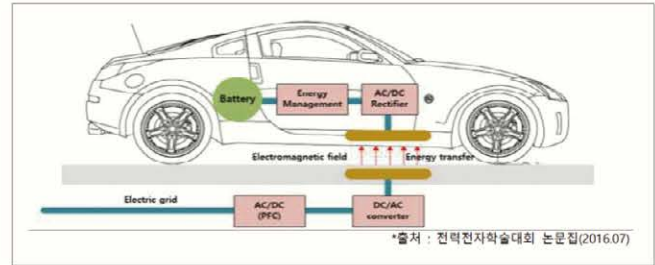 Battery
Energy
Management
AC/DC
Rectifier
Electromagnetic field
Energy transfer
Electric grid
AC/DC
(PFC)
DC/AC
converter
*출처 : 전력전자학술대회 논문집(2016.07)